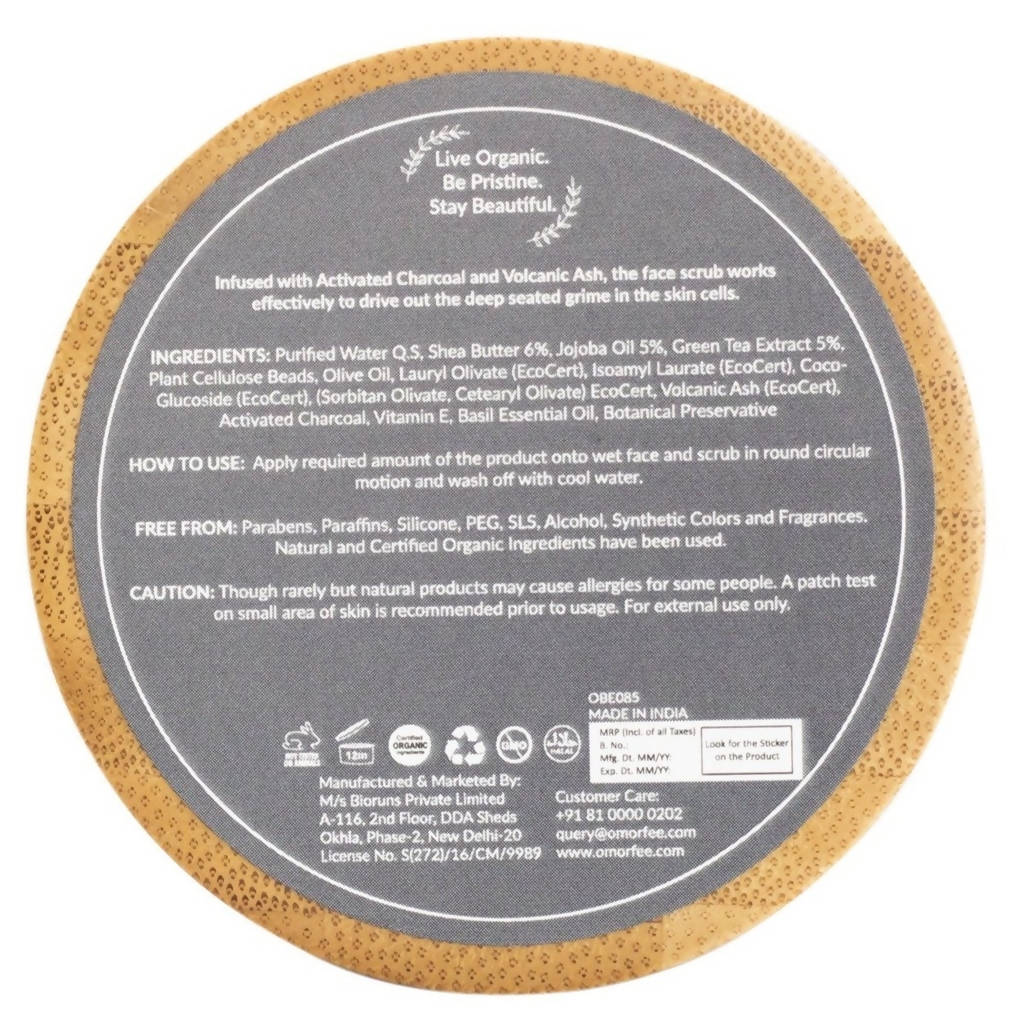 Live Organic.
Be Pristine.
Stay Beautiful.
Infused with Activated Charcoal and Volcanic Ash, the face scrub works
effectively to drive out the deep seated grime in the skin cells.
INGREDIENTS: Purified Water Q.S, Shea Butter 6%, Jojoba Oil 5%, Green Tea Extract 5%,
Plant Cellulose Beads, Olive Oil, Lauryl Olivate (EcoCert), Isoamyl Laurate (EcoCert), Coco-
Glucoside (EcoCert), (Sorbitan Olivate, Cetearyl Olivate) EcoCert, Volcanic Ash (EcoCert),
Activated Charcoal, Vitamin E, Basil Essential Oil, Botanical Preservative
HOW TO USE: Apply required amount of the product onto wet face and scrub in round circular
motion and wash off with cool water.
FREE FROM: Parabens, Paraffins, Silicone, PEG, SLS, Alcohol, Synthetic Colors and Fragrances.
Natural and Certified Organic Ingredients have been used.
CAUTION: Though rarely but natural products may cause allergies for some people. A patch test
on small area of skin is recommended prior to usage. For external use only.
OBE085
MADE IN INDIA
MRP (Incl. of all Taxes)
B. No.:
Mfg. Dt. MM/YY:
Exp. Dt. MM/YY:
Look for the Sticker
on the Product
12m
Certified
ORGANIC
Ingredients
GMO
HALAL
Manufactured & Marketed By:
M/s Bioruns Private Limited
A-116, 2nd Floor, DDA Sheds
Okhla, Phase-2, New Delhi-20
License No. S(272)/16/CM/9989
Customer Care:
+91 81 0000 0202
query@omorfee.com
www.omorfee.com